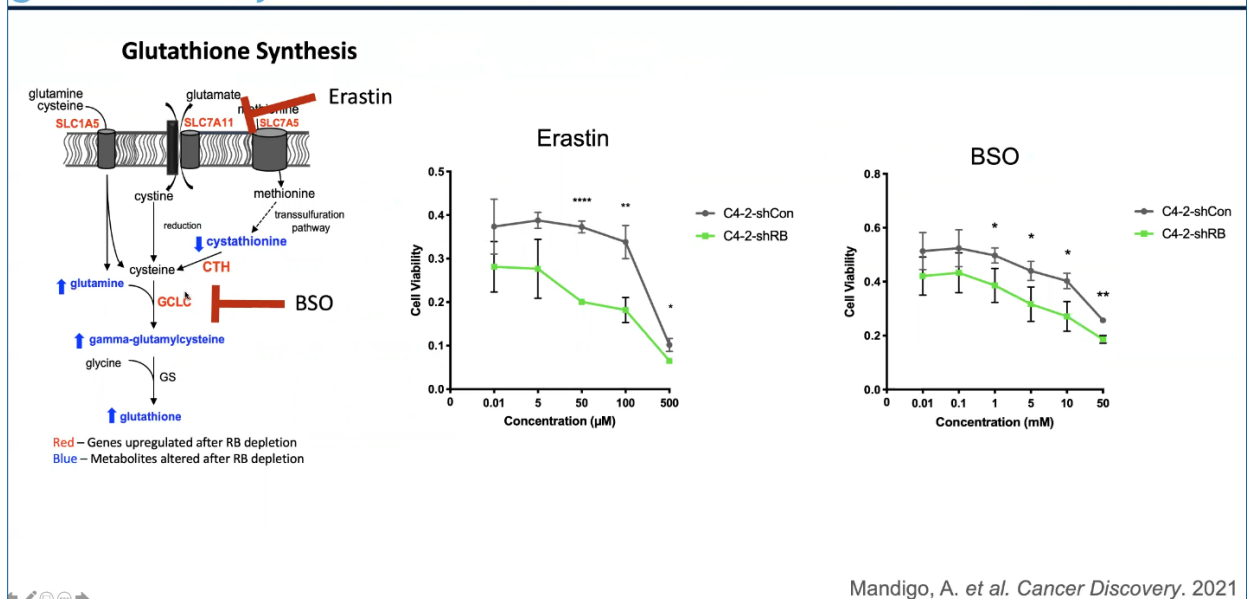 Glutathione Synthesis
glutamine
cysteine
glutamate
methionine
Erastin
SLC1A5
SLC7A11
SLC7A5
cystine
methionine
reduction
transsulfuration
pathway
cystathionine
cysteine
CTH
glutamine
GCLC
BSO
gamma-glutamylcysteine
glycine
GS
glutathione
Red – Genes upregulated after RB depletion
Blue – Metabolites altered after RB depletion
Erastin
0.5
0.4
0.3
0.2
0.1
0.0
Cell Viability
****
**
*
C4-2-shCon
C4-2-shRB
0
0.01
5
50
100
500
Concentration (µM)
BSO
0.8
0.6
0.4
0.2
0.0
Cell Viability
*
*
*
**
C4-2-shCon
C4-2-shRB
0
0.01
0.1
1
5
10
50
Concentration (mM)
Mandigo, A. et al. Cancer Discovery. 2021